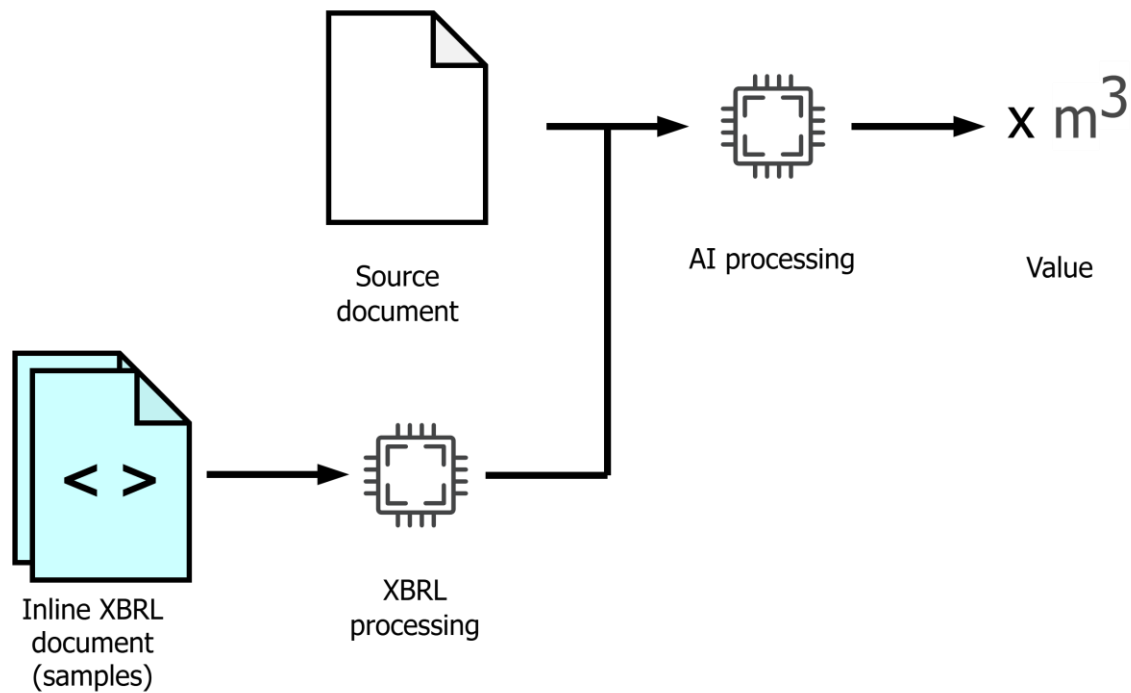 x m³
Source
document
AI processing
Value
< >
Inline XBRL
document
(samples)
XBRL
processing